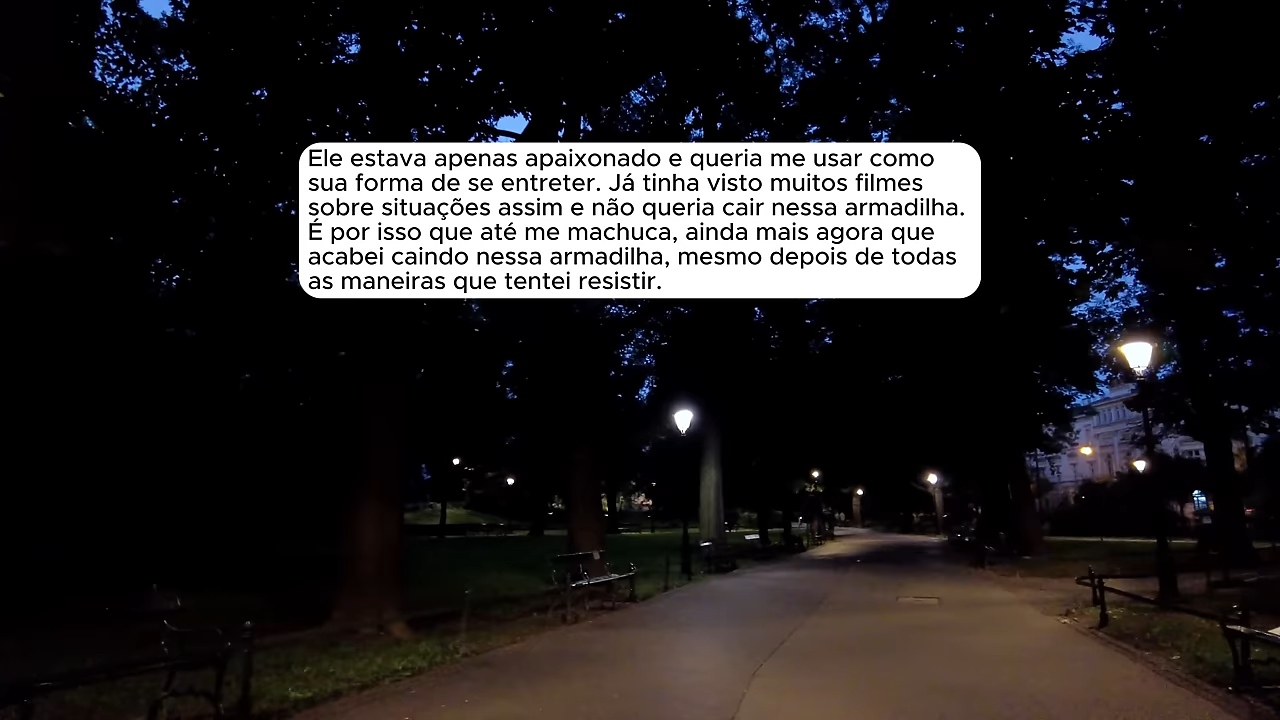 Ele estava apenas apaixonado e queria me usar como
sua forma de se entreter. Já tinha visto muitos filmes
sobre situações assim e não queria cair nessa armadilha.
É por isso que até me machuca, ainda mais agora que
acabei caindo nessa armadilha, mesmo depois de todas
as maneiras que tentei resistir.